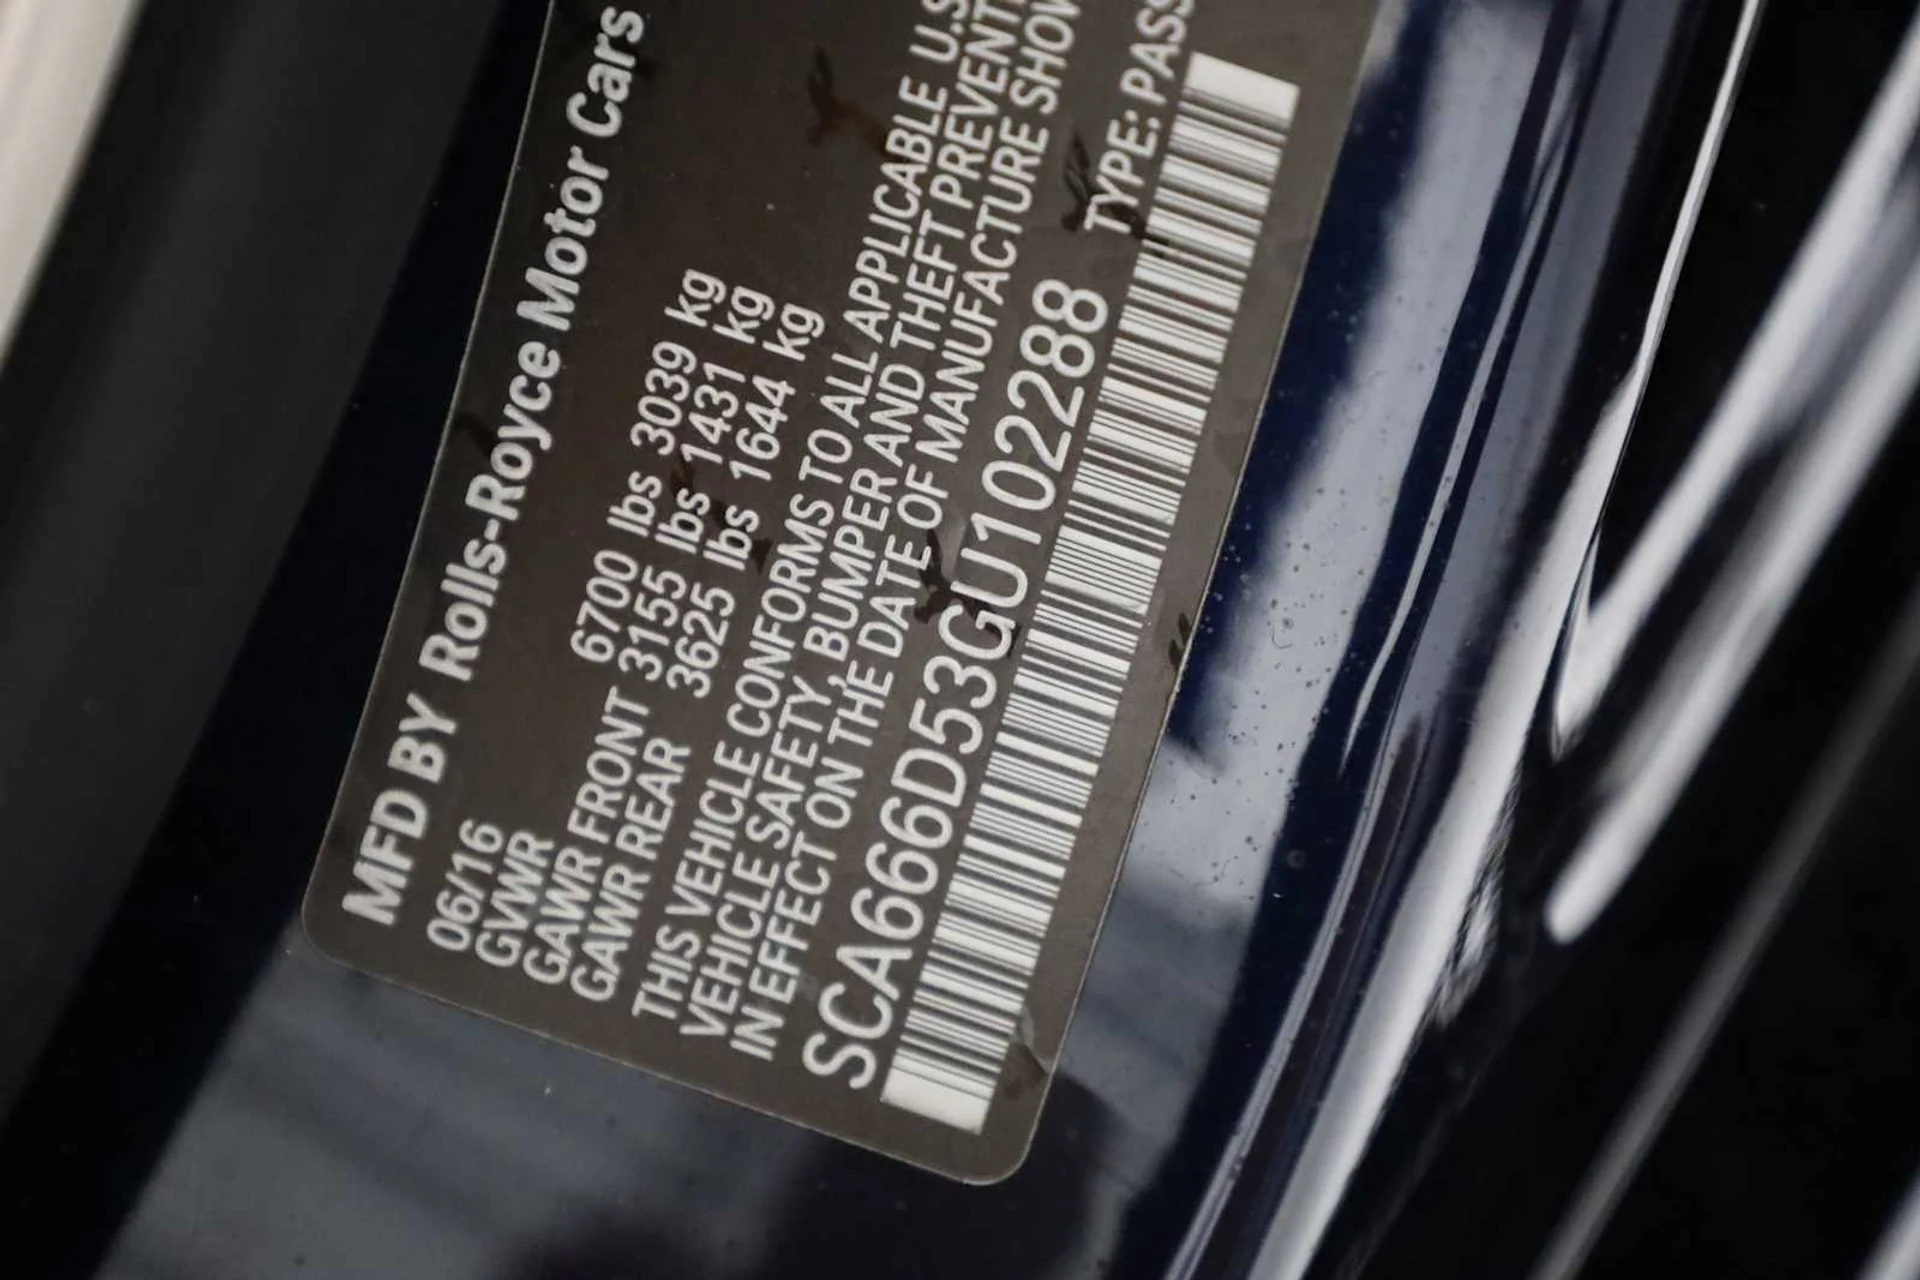 MFD BY Rolls-Royce Motor Cars
06/16
GVWR 6700 lbs 3039 kg
GAWR FRONT 3155 lbs 1431 kg
GAWR REAR 3625 lbs 1644 kg
THIS VEHICLE CONFORMS TO ALL APPLICABLE U.S
VEHICLE SAFETY, BUMPER AND THEFT PREVENTI
IN EFFECT ON THE DATE OF MANUFACTURE SHOW
SCA666D53GU102288 TYPE: PASS